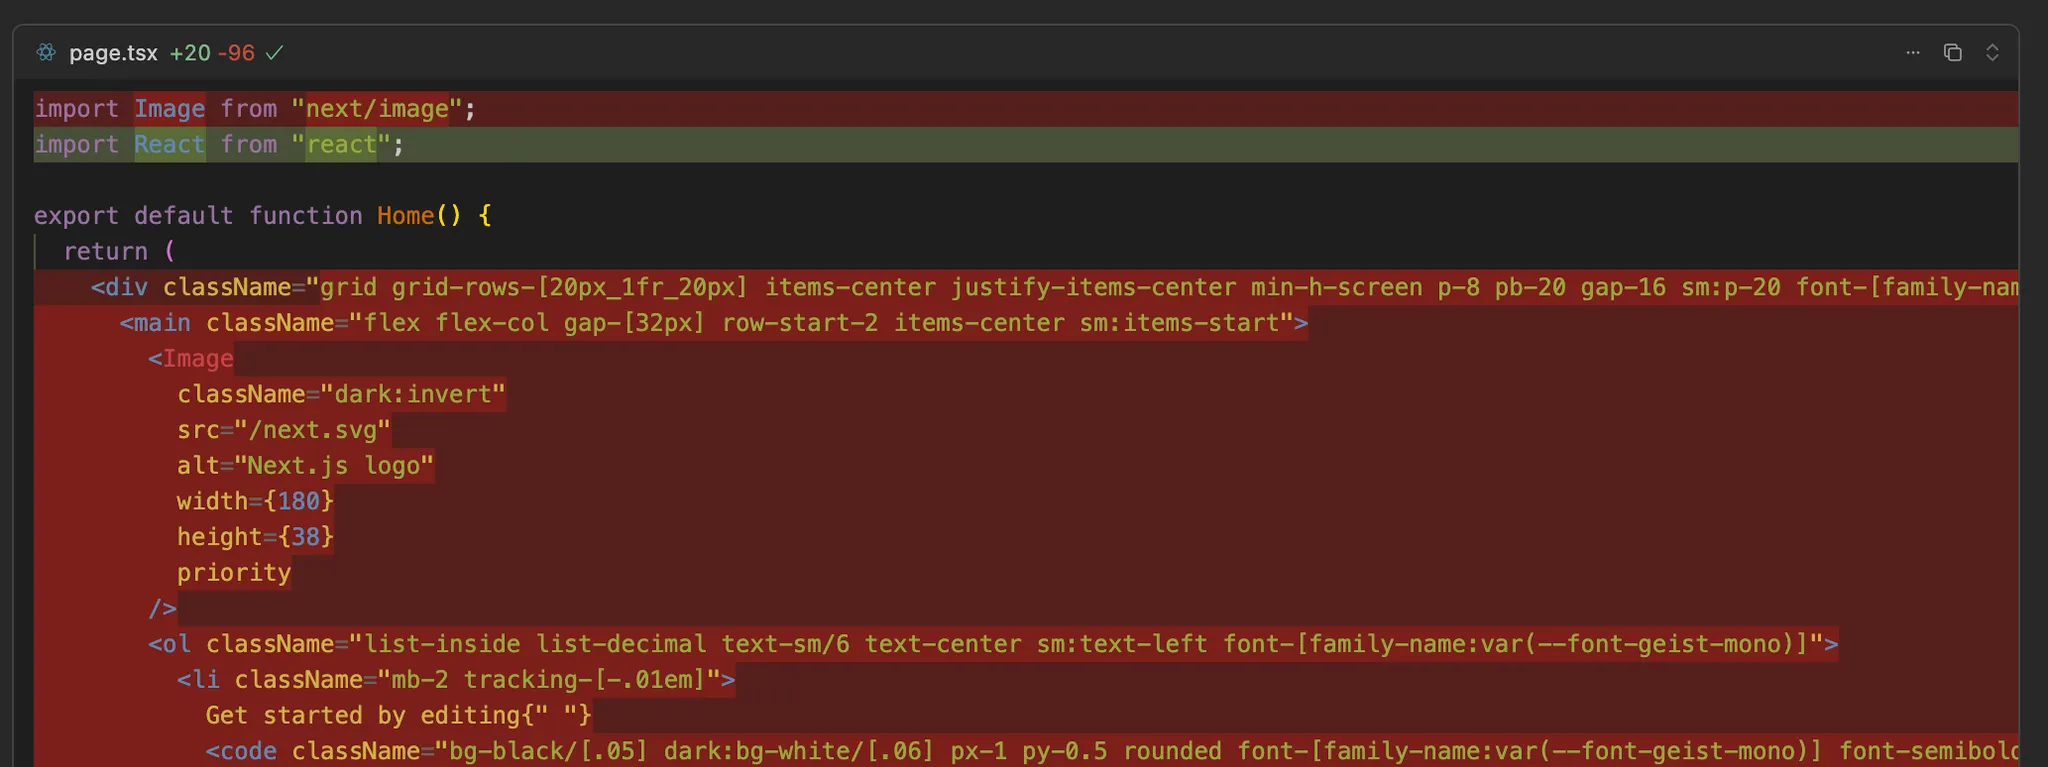 page.tsx +20 -96
import Image from "next/image";
import React from "react";
export default function Home() {
return (
<div className="grid grid-rows-[20px_1fr_20px] items-center justify-items-center min-h-screen p-8 pb-20 gap-16 sm:p-20 font-[family-nam
<main className="flex flex-col gap-[32px] row-start-2 items-center sm:items-start">
<Image
className="dark:invert"
src="/next.svg"
alt="Next.js logo"
width={180}
height={38}
priority
/>
<ol className="list-inside list-decimal text-sm/6 text-center sm:text-left font-[family-name:var(--font-geist-mono)]">
<li className="mb-2 tracking-[-.01em]">
Get started by editing{" "}
<code className="bg-black/[.05] dark:bg-white/[.06] px-1 py-0.5 rounded font-[family-name:var(--font-geist-mono)] font-semibold